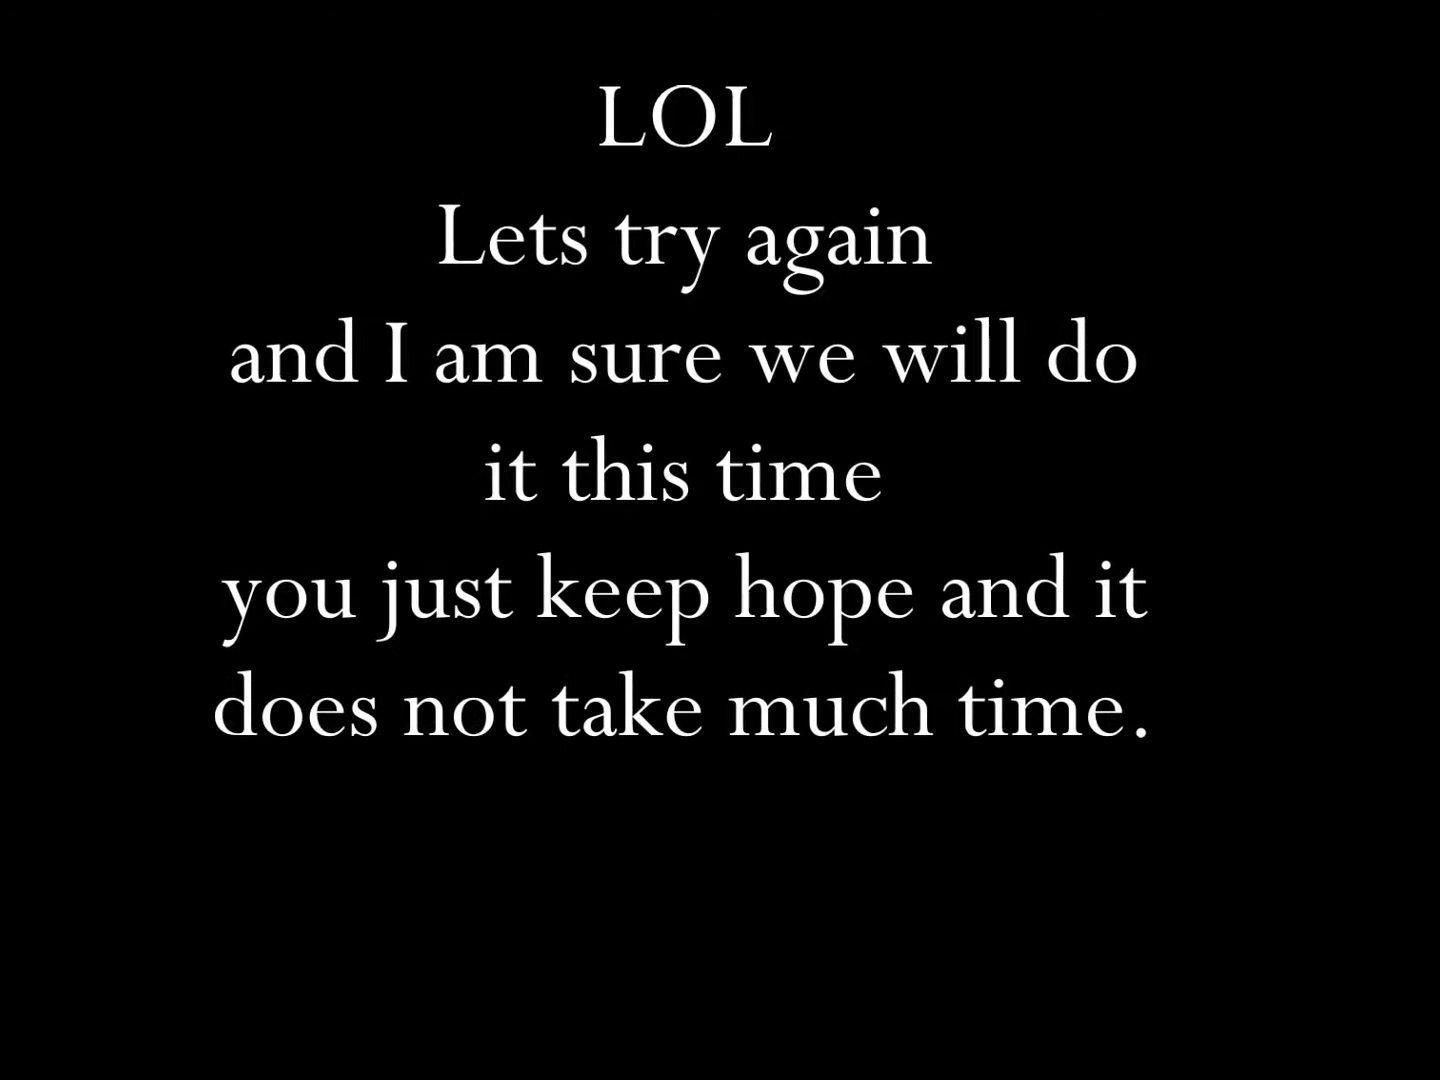 LOL
Lets try again
and I am sure we will do
it this time
you just keep hope and it
does not take much time.